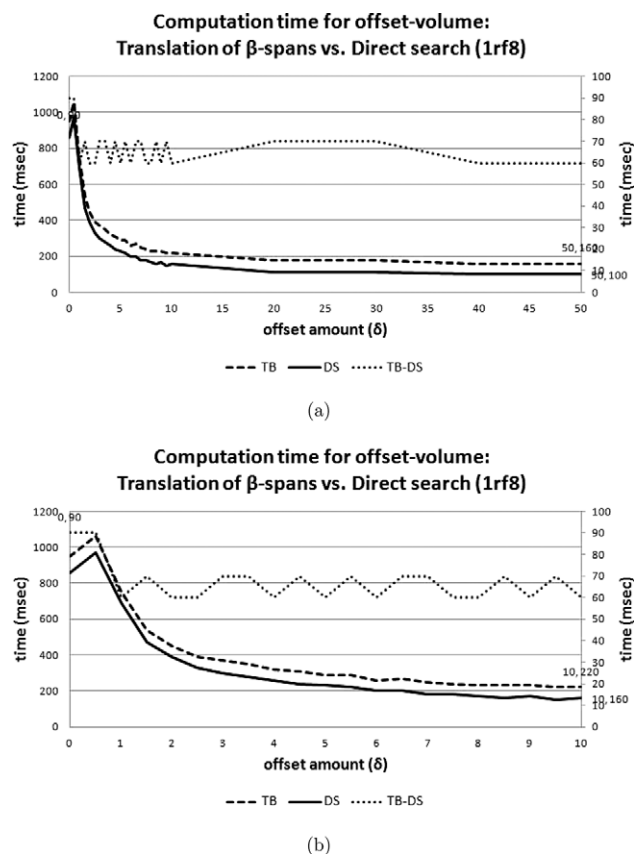 Computation time for offset-volume:
Translation of β-spans vs. Direct search (1rf8)
1200 100
90
1000 0, 90 80
800 70
60
600 50
400 40
30
50, 160 20
200 10
50, 100
0 0
time (msec) time (msec)
0 5 10 15 20 25 30 35 40 45 50
offset amount (δ)
TB DS TB-DS
(a)
Computation time for offset-volume:
Translation of β-spans vs. Direct search (1rf8)
1200 100
0, 90 90
1000 80
800 70
60
600 50
400 40
30
10, 220 20
200 10, 160 10
0 0
time (msec) time (msec)
0 1 2 3 4 5 6 7 8 9 10
offset amount (δ)
TB DS TB-DS
(b)